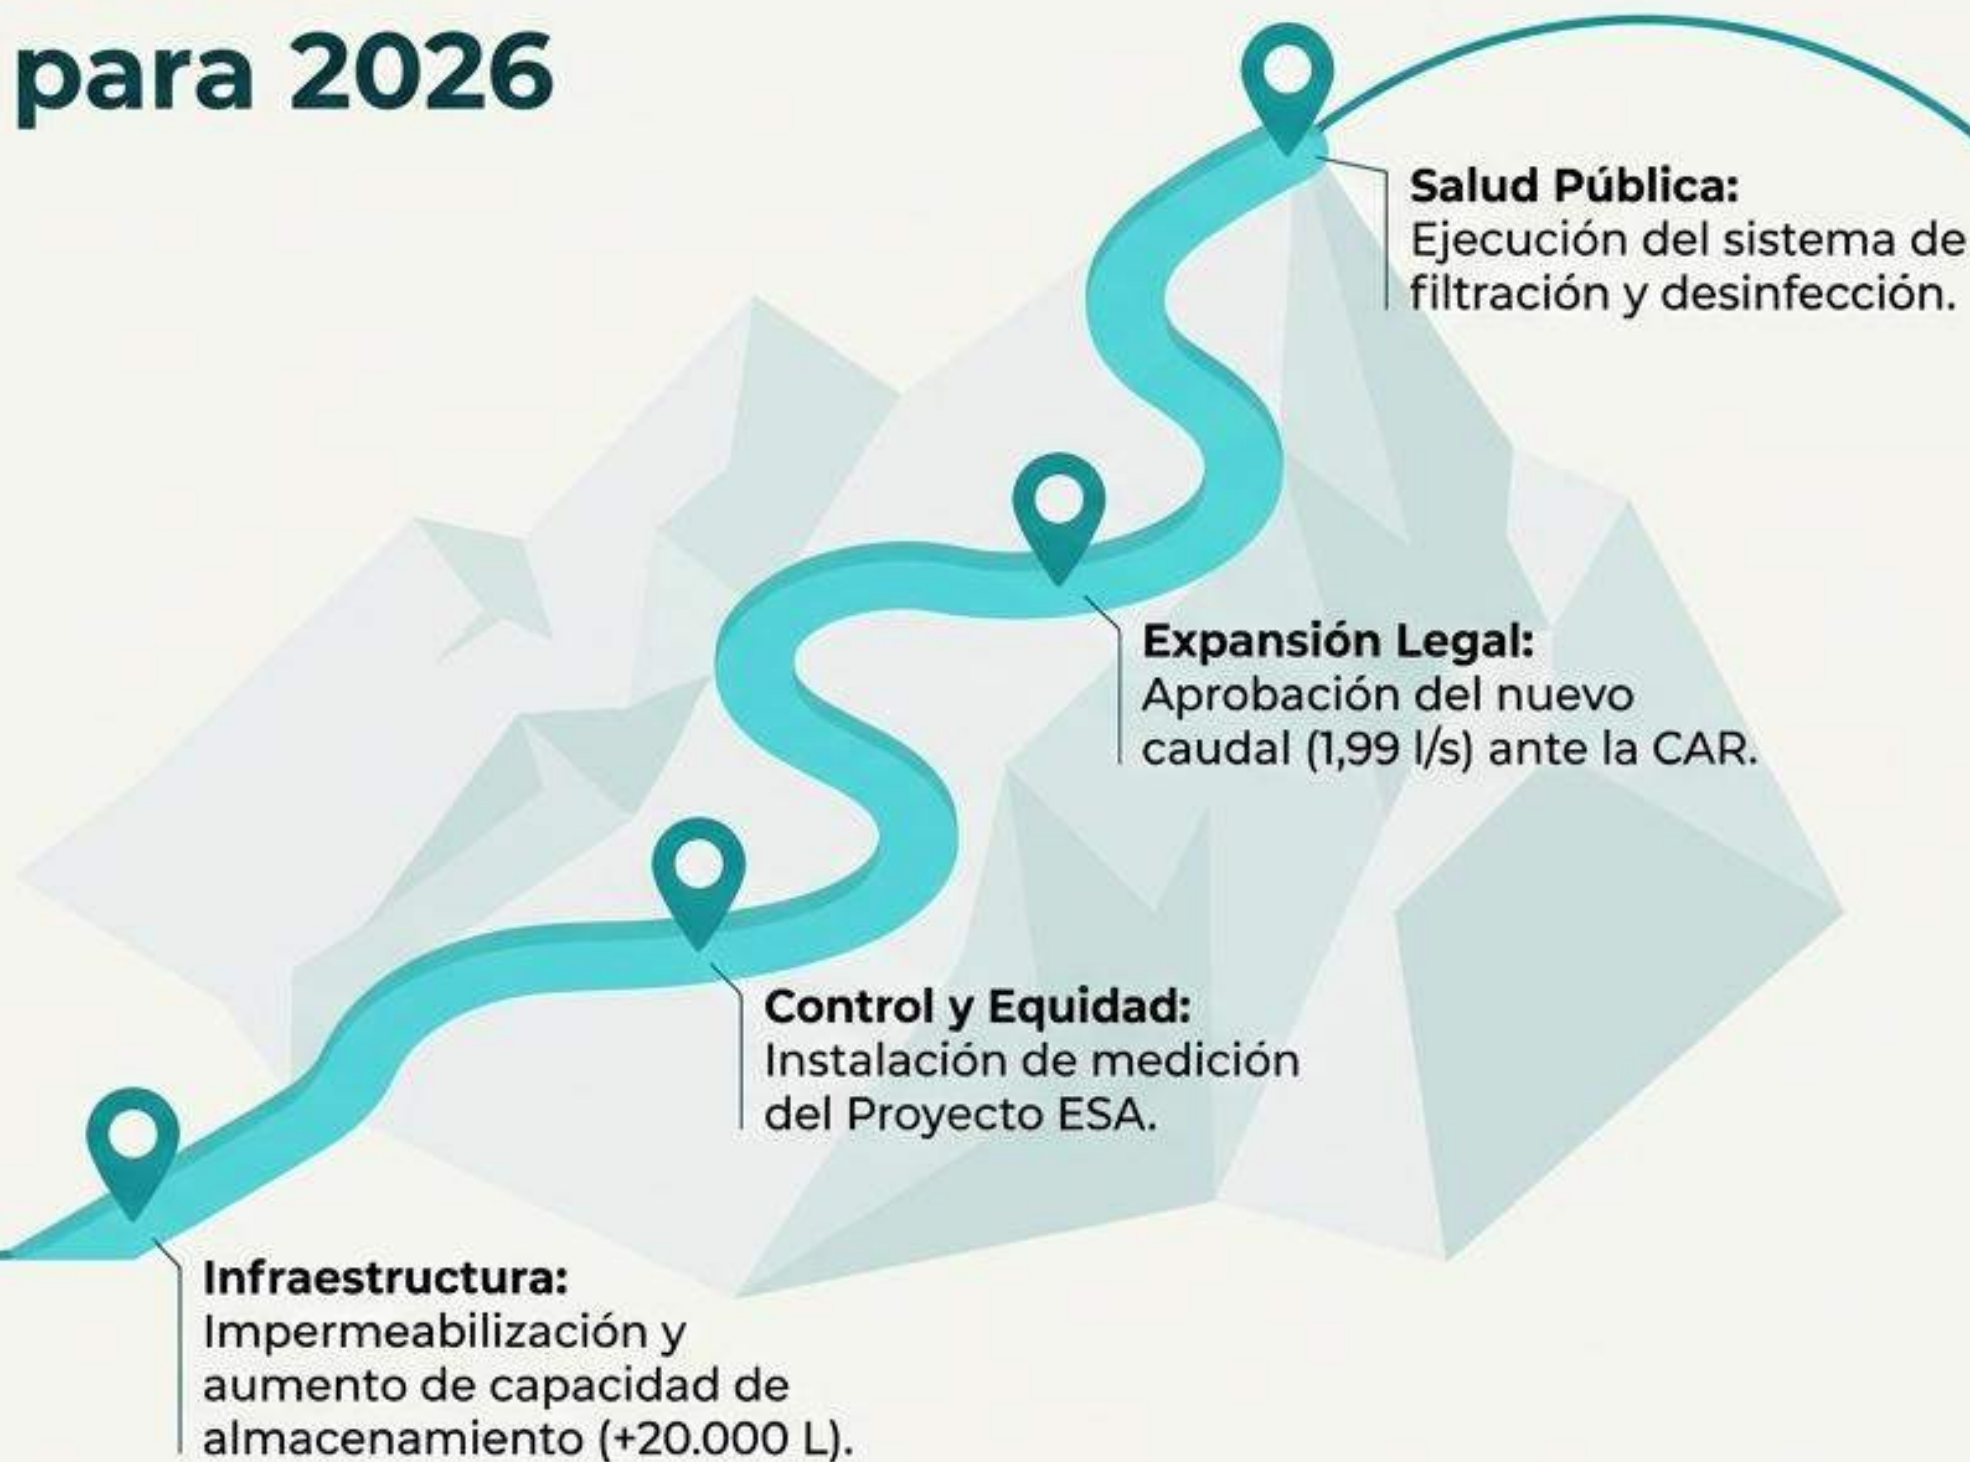 para 2026
Salud Pública:
Ejecución del sistema de
filtración y desinfección.
Expansión Legal:
Aprobación del nuevo
caudal (1,99 l/s) ante la CAR.
Control y Equidad:
Instalación de medición
del Proyecto ESA.
Infraestructura:
Impermeabilización y
aumento de capacidad de
almacenamiento (+20.000 L).